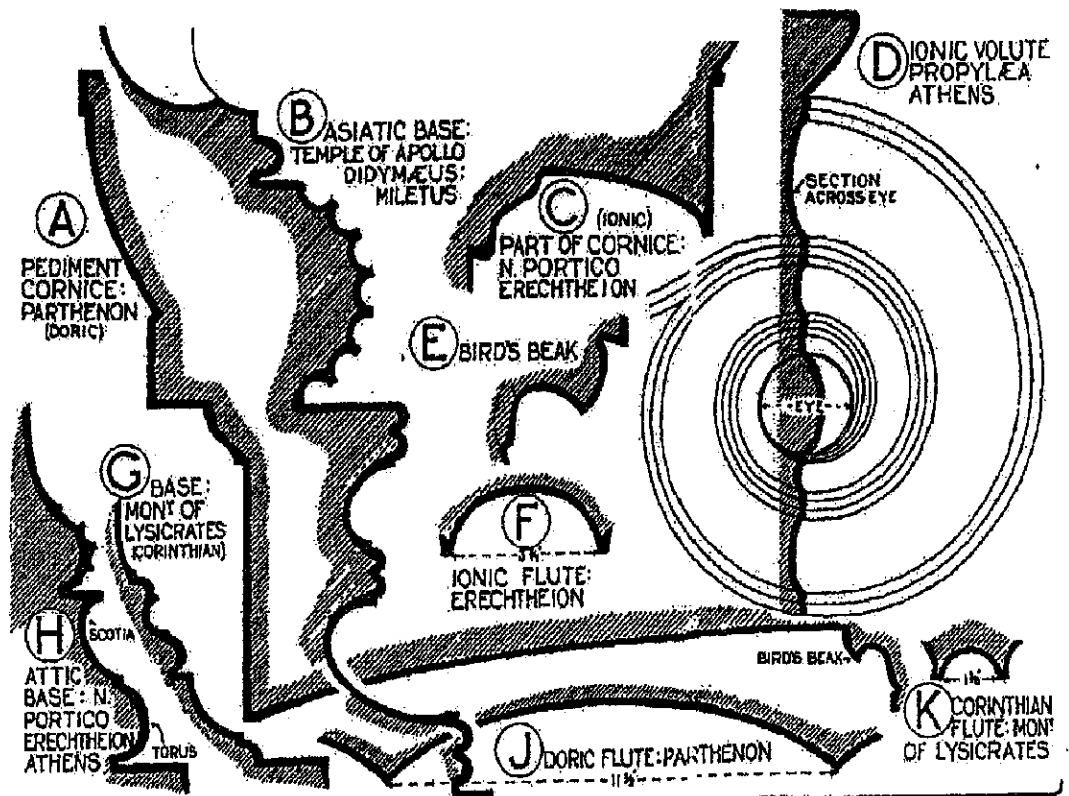 A
PEDIMENT
CORNICE:
PARTHENON
(DORIC)
B ASIATIC BASE:
TEMPLE OF APOLLO
DIDYMÆUS:
MILETUS:
C (IONIC)
PART OF CORNICE:
N. PORTICO
ERECHTHEION
D IONIC VOLUTE
PROPYLÆA
ATHENS
SECTION
ACROSS EYE
EYE
E BIRD'S BEAK
F
IONIC FLUTE:
ERECHTHEION
G BASE:
MONT OF
LYSICRATES
(CORINTHIAN)
H
ATTIC
BASE: N.
PORTICO
ERECHTHEION
ATHENS
SCOTIA
TORUS
J DORIC FLUTE: PARTHENON
BIRD'S BEAK
K CORINTHIAN
FLUTE: MONT
OF LYSICRATES